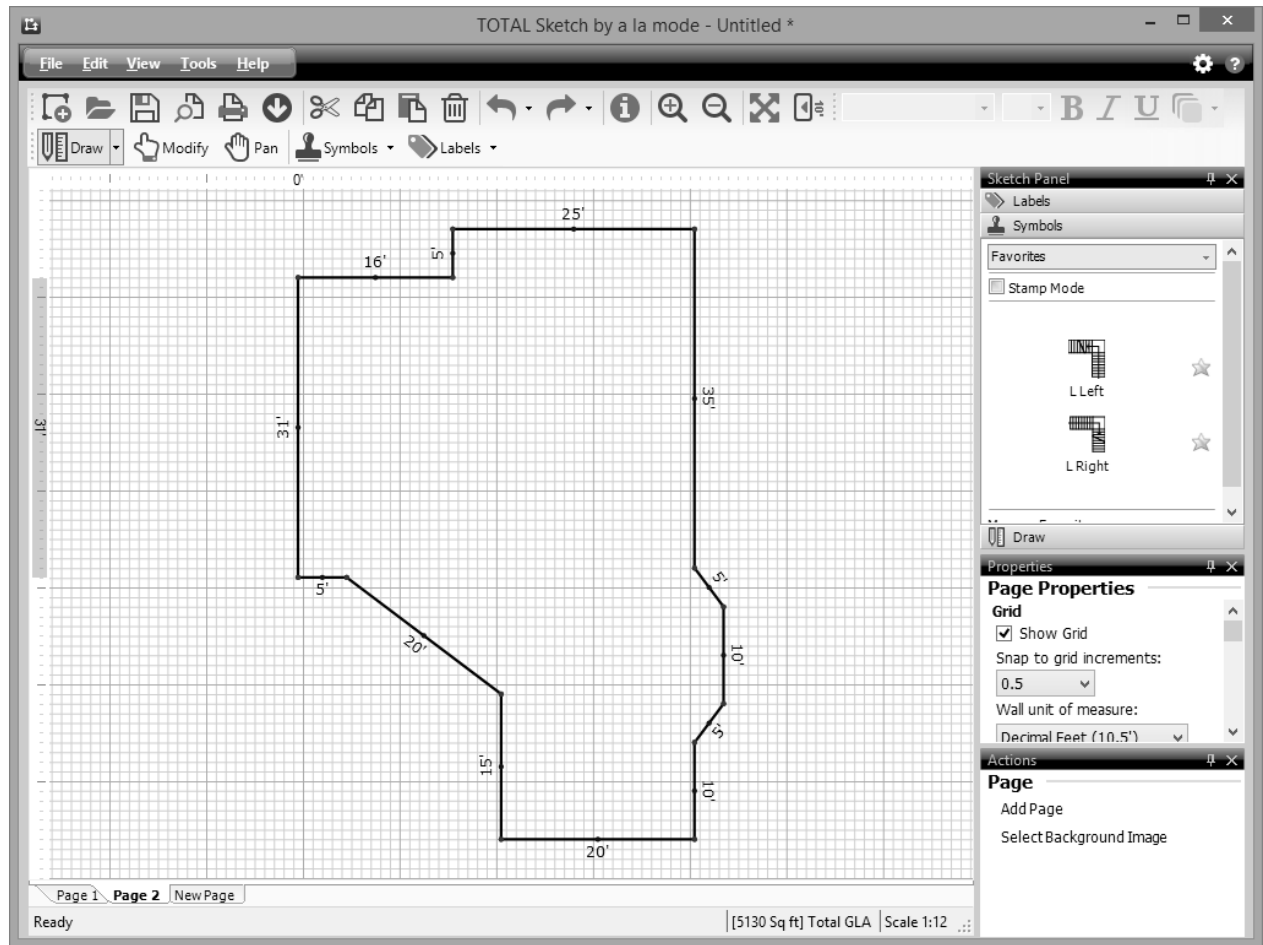 TOTAL Sketch by a la mode - Untitled *
File Edit View Tools Help
B I U
Draw Modify Pan Symbols Labels
0'
25'
5'
16'
35'
31'
31'
5'
20'
5'
10'
5'
15'
10'
20'
Sketch Panel
Labels
Symbols
Favorites
Stamp Mode
L Left
L Right
Draw
Properties
Page Properties
Grid
Show Grid
Snap to grid increments:
0.5
Wall unit of measure:
Decimal Feet (10.5')
Actions
Page
Add Page
Select Background Image
Page 1 Page 2 New Page
Ready
[5130 Sq ft] Total GLA Scale 1:12